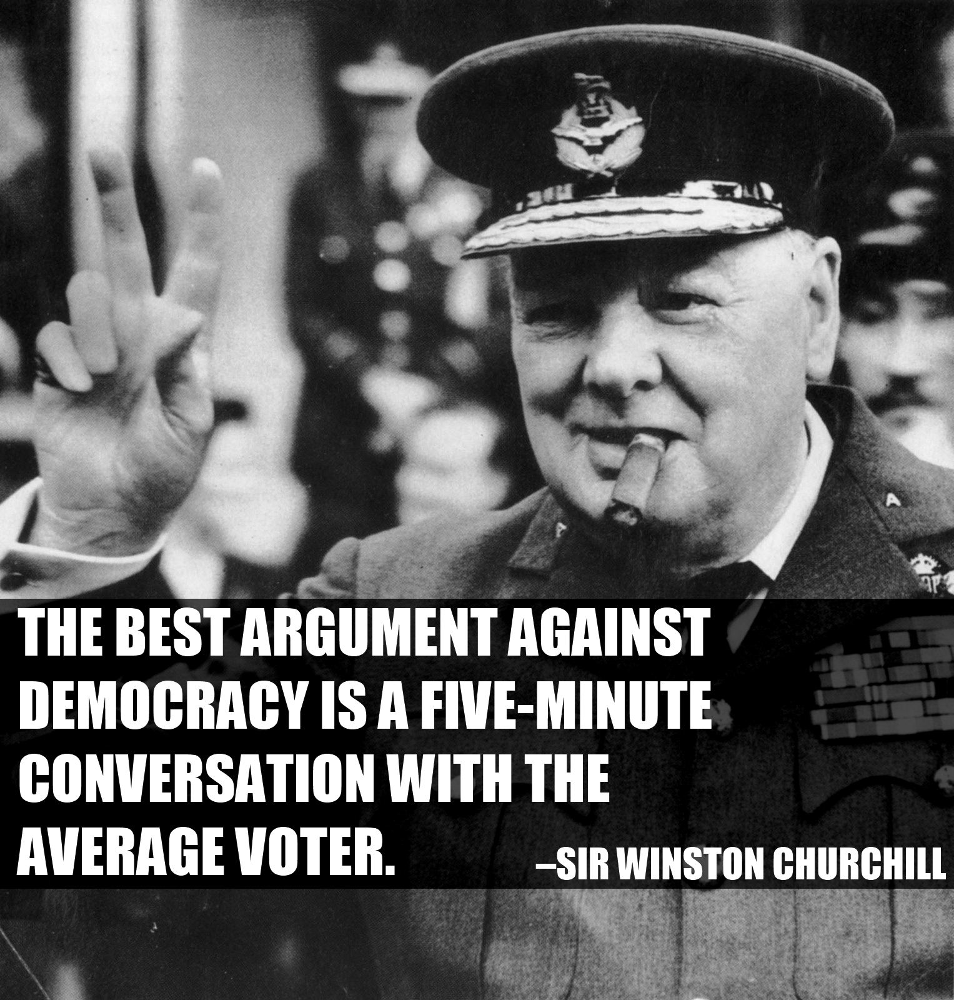 THE BEST ARGUMENT AGAINST
DEMOCRACY IS A FIVE-MINUTE
CONVERSATION WITH THE
AVERAGE VOTER.
–SIR WINSTON CHURCHILL
A
A